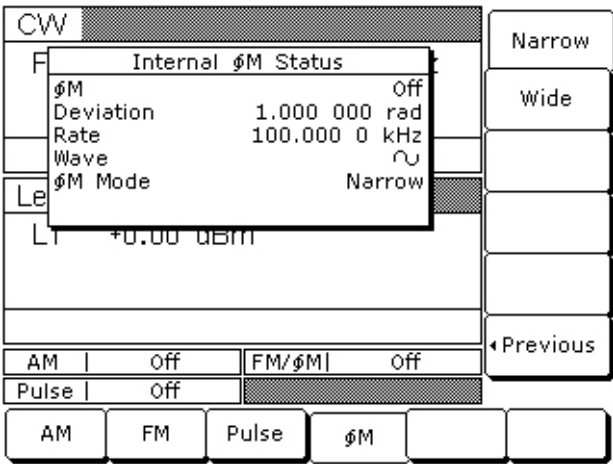 CW
Narrow
F
Internal ϕM Status
ϕM Off
Deviation 1.000 000 rad
Rate 100.000 0 kHz
Wave
ϕM Mode Narrow
Wide
Le
L1 +0.00 dBm
◂Previous
AM | Off
FM/ϕM| Off
Pulse | Off
AM FM Pulse ϕM